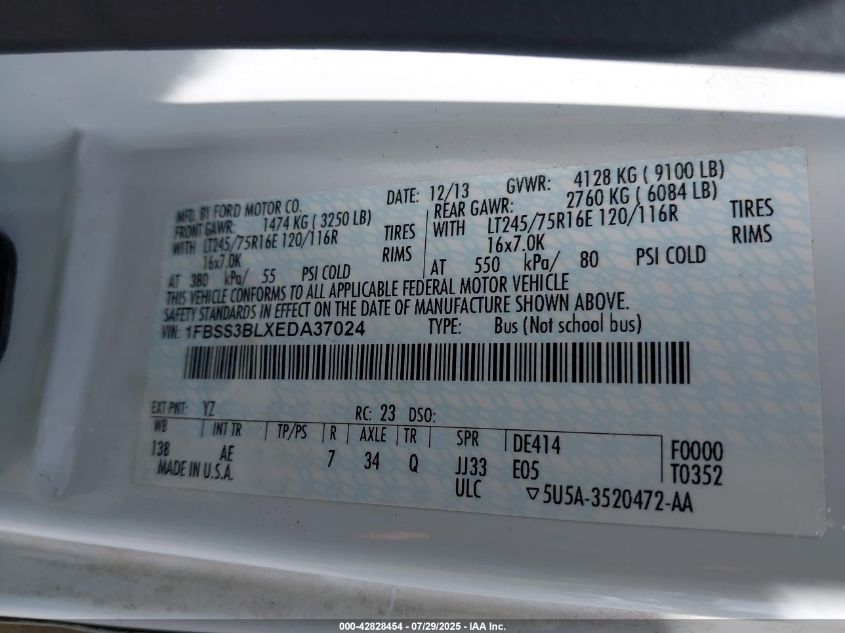 MFD. BY FORD MOTOR CO. DATE: 12/13 GVWR: 4128 KG ( 9100 LB)
FRONT GAWR: 1474 KG ( 3250 LB) REAR GAWR: 2760 KG ( 6084 LB)
WITH LT245/75R16E 120/116R TIRES WITH LT245/75R16E 120/116R TIRES
16x7.0K RIMS 16x7.0K RIMS
AT 380 kPa/ 55 PSI COLD AT 550 kPa/ 80 PSI COLD
THIS VEHICLE CONFORMS TO ALL APPLICABLE FEDERAL MOTOR VEHICLE
SAFETY STANDARDS IN EFFECT ON THE DATE OF MANUFACTURE SHOWN ABOVE.
VIN: 1FBSS3BLXEDA37024 TYPE: Bus (Not school bus)
EXT PNT: YZ RC: 23 DSO:
WB INT TR TP/PS R AXLE TR SPR DE414 F0000
138 AE 7 34 Q JJ33 E05 T0352
MADE IN U.S.A. ULC ▽5U5A-3520472-AA
000-42828454 - 07/29/2025 - IAA Inc.